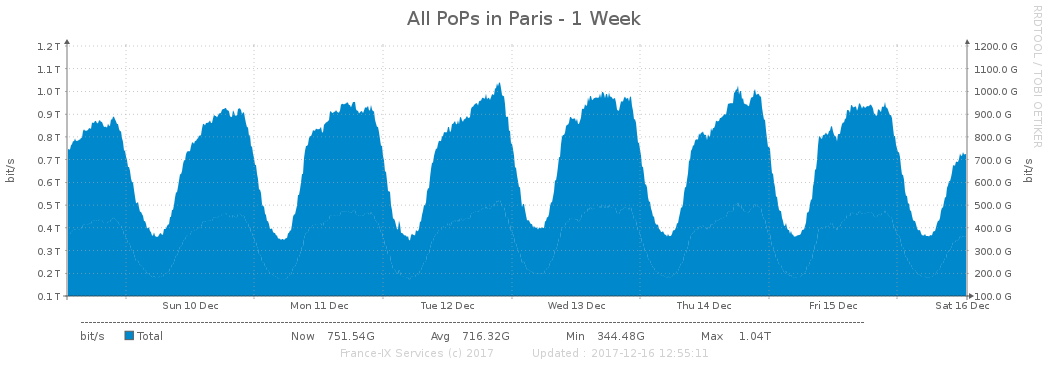 All PoPs in Paris - 1 Week
RRDTOOL / TOBI OETIKER
1.2 T
1.1 T
1.0 T
0.9 T
0.8 T
0.7 T
0.6 T
0.5 T
0.4 T
0.3 T
0.2 T
0.1 T
bit/s
1200.0 G
1100.0 G
1000.0 G
900.0 G
800.0 G
700.0 G
600.0 G
500.0 G
400.0 G
300.0 G
200.0 G
100.0 G
bit/s
Sun 10 Dec Mon 11 Dec Tue 12 Dec Wed 13 Dec Thu 14 Dec Fri 15 Dec Sat 16 Dec
bit/s Total Now 751.54G Avg 716.32G Min 344.48G Max 1.04T
France-IX Services (c) 2017 Updated : 2017-12-16 12:55:11